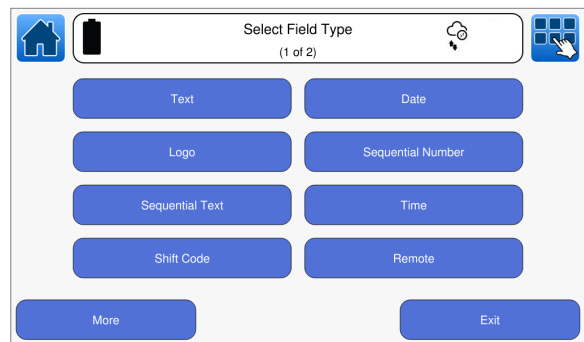 Select Field Type
(1 of 2)
Text
Date
Logo
Sequential Number
Sequential Text
Time
Shift Code
Remote
More
Exit